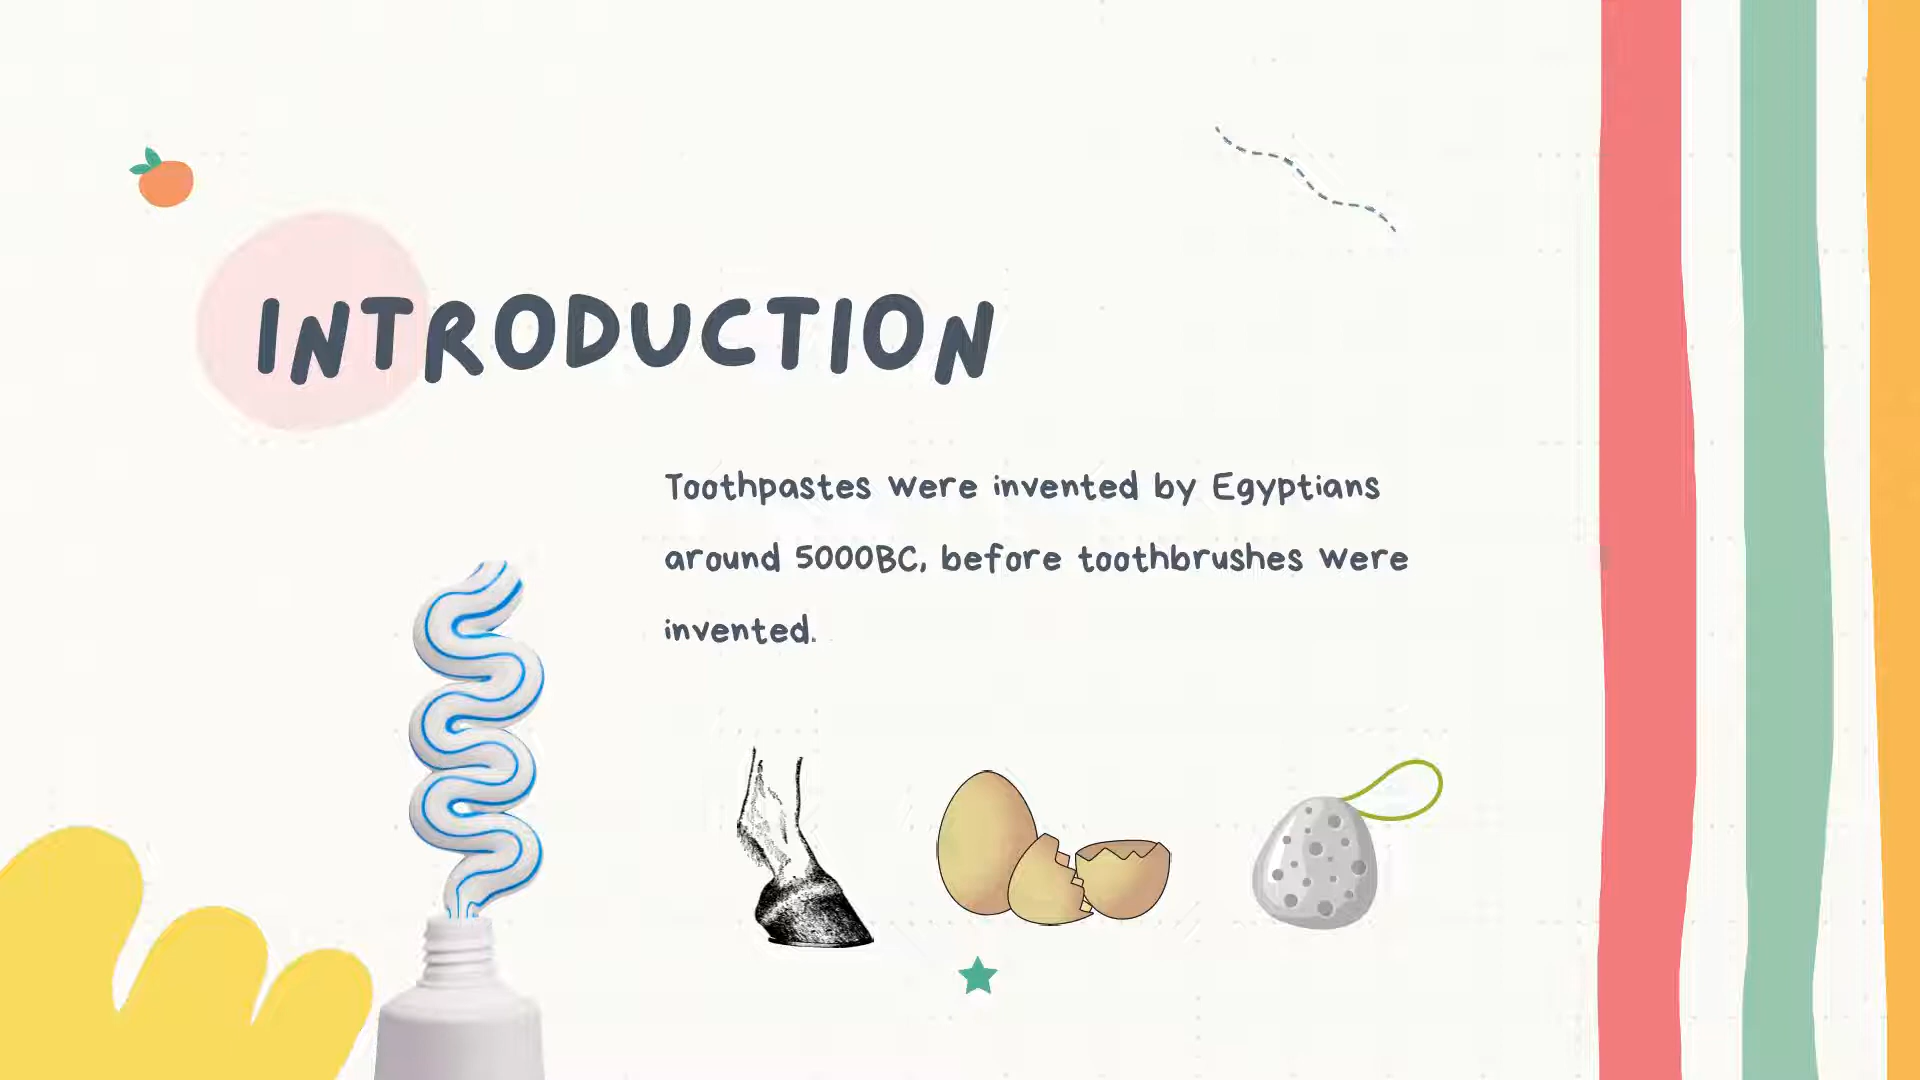 INTRODUCTION
Toothpastes were invented by Egyptians
around 5000BC, before toothbrushes were
invented.